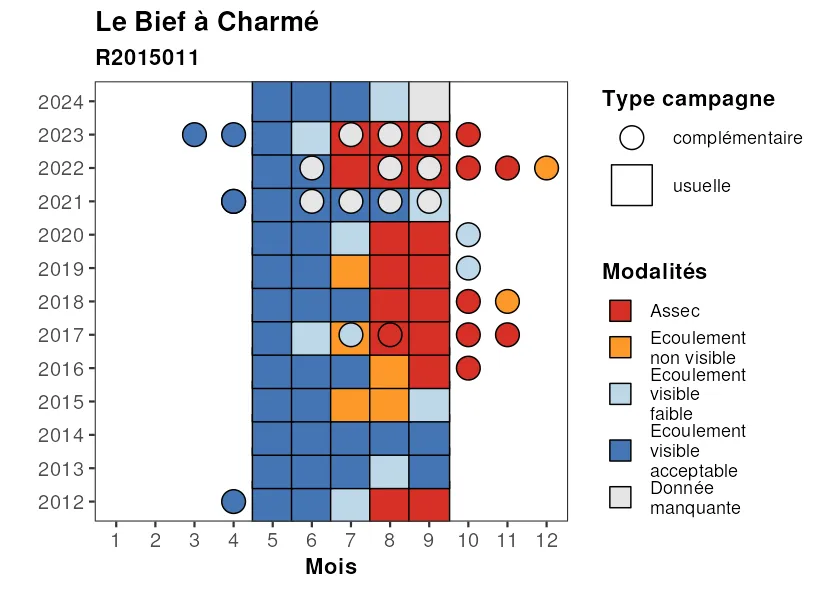 Le Bief à Charmé
R2015011
2024
2023
2022
2021
2020
2019
2018
2017
2016
2015
2014
2013
2012
1 2 3 4 5 6 7 8 9 10 11 12
Mois
Type campagne
complémentaire
usuelle
Modalités
Assec
Ecoulement
non visible
Ecoulement
visible
faible
Ecoulement
visible
acceptable
Donnée
manquante